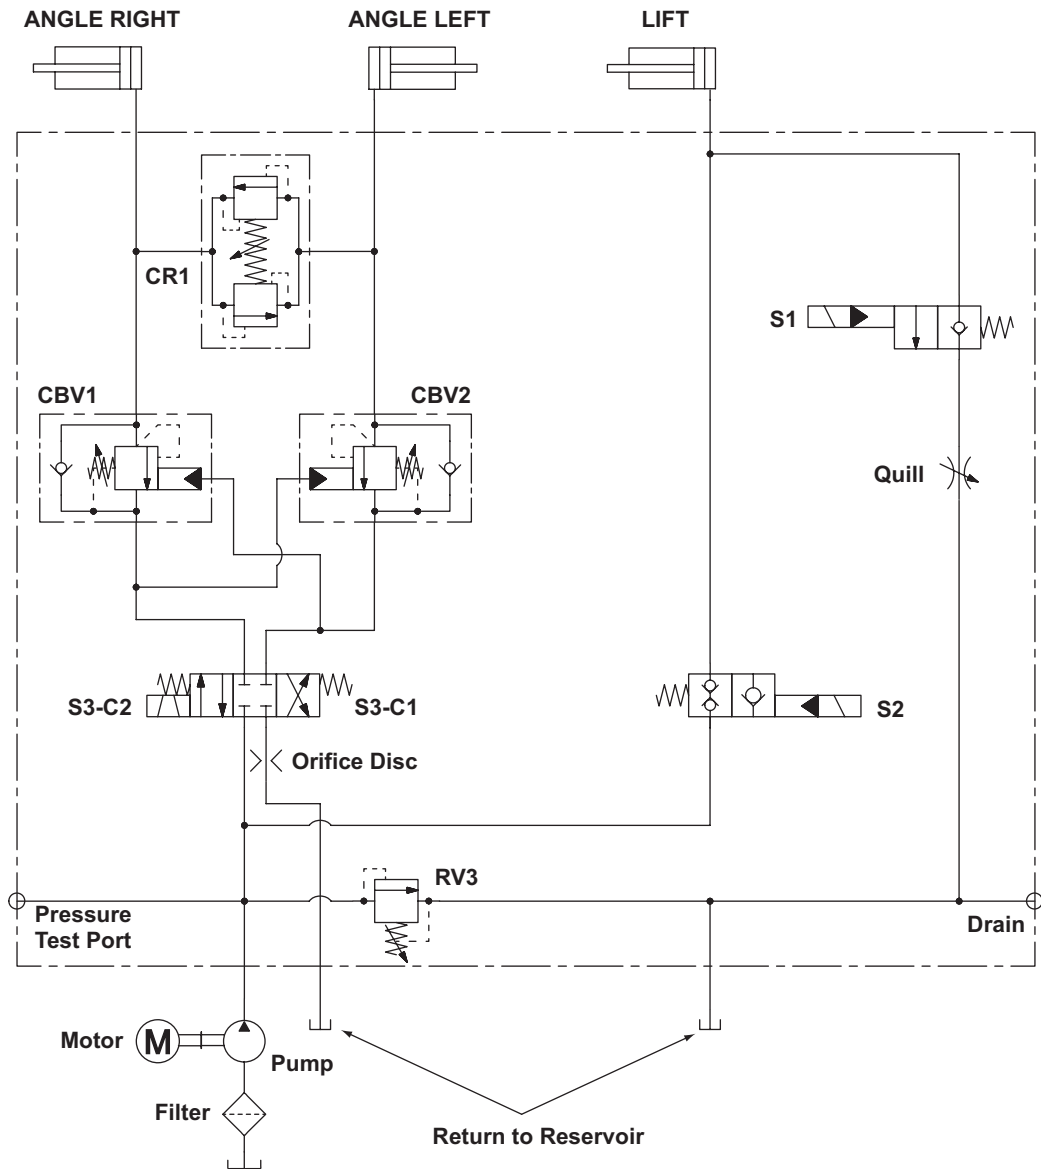 ANGLE RIGHT
ANGLE LEFT
LIFT
CR1
S1
CBV1
CBV2
Quill
S3-C2
S3-C1
S2
Orifice Disc
RV3
Pressure
Test Port
Drain
Motor
M
Pump
Filter
Return to Reservoir